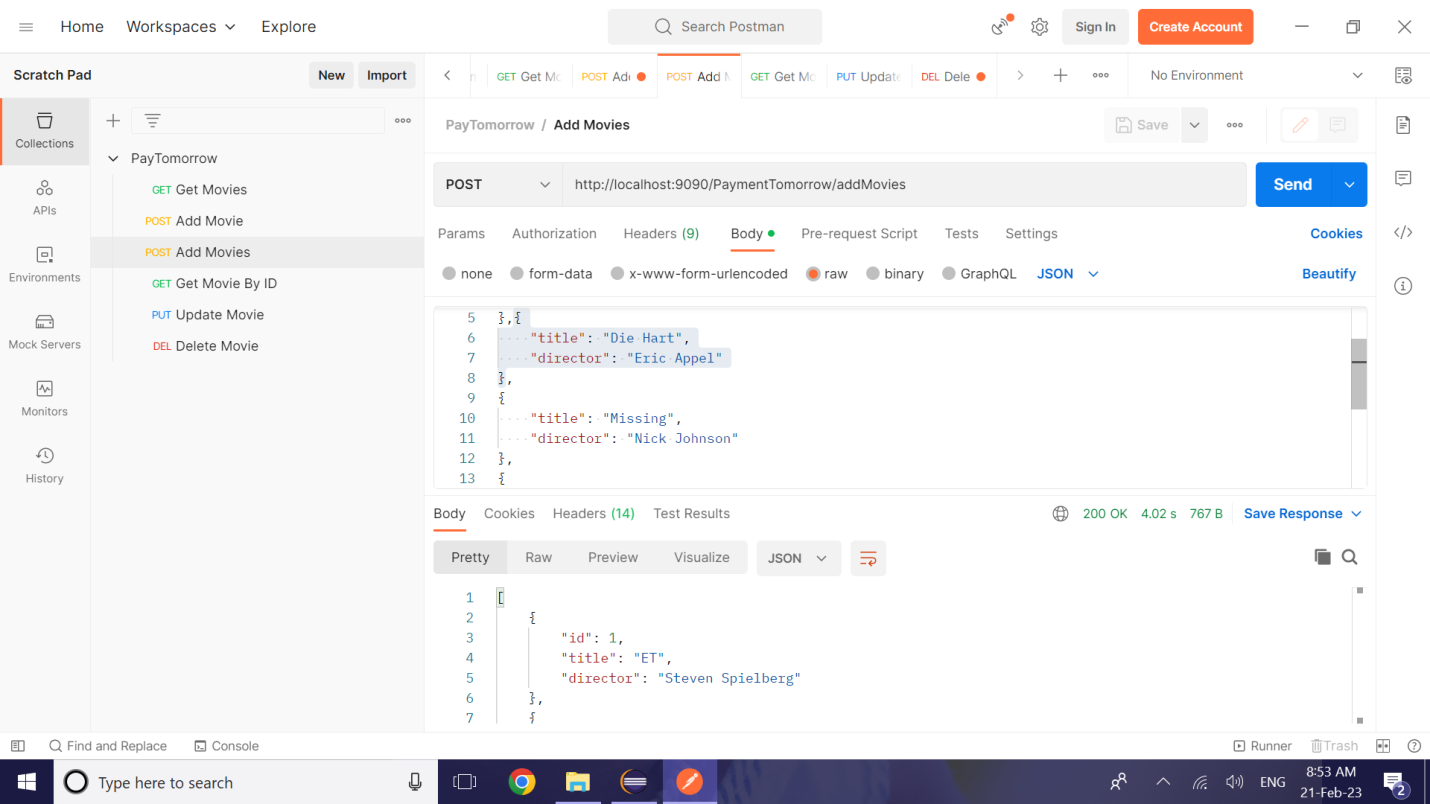 Home Workspaces Explore Search Postman Sign In Create Account
Scratch Pad New Import
GET Get Mo POST Add POST Add M GET Get Mo PUT Update DEL Dele No Environment
Collections
APIs
Environments
Mock Servers
Monitors
History
PayTomorrow
GET Get Movies
POST Add Movie
POST Add Movies
GET Get Movie By ID
PUT Update Movie
DEL Delete Movie
PayTomorrow / Add Movies Save
POST http://localhost:9090/PaymentTomorrow/addMovies Send
Params Authorization Headers (9) Body Pre-request Script Tests Settings Cookies
none form-data x-www-form-urlencoded raw binary GraphQL JSON Beautify
5 },{
6 "title": "Die Hart",
7 "director": "Eric Appel"
8 },
9 {
10 "title": "Missing",
11 "director": "Nick Johnson"
12 },
13 {
Body Cookies Headers (14) Test Results 200 OK 4.02 s 767 B Save Response
Pretty Raw Preview Visualize JSON
1 [
2 {
3 "id": 1,
4 "title": "ET",
5 "director": "Steven Spielberg"
6 },
7 {
Find and Replace Console Runner Trash
Type here to search ENG 8:53 AM
21-Feb-23 2